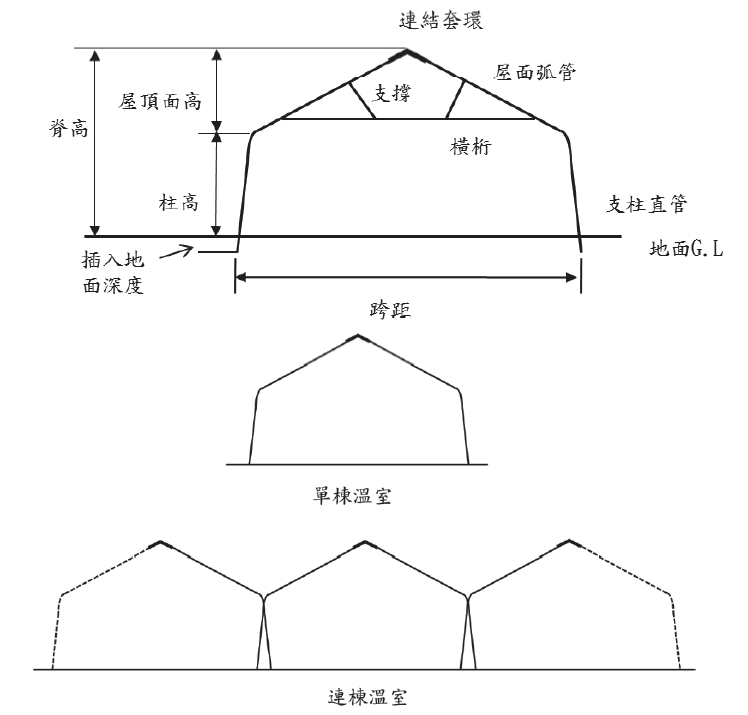 連結套環
屋面弧管
屋頂面高
支撐
脊高
橫桁
柱高
支柱直管
地面G.L
插入地
面深度
跨距
單棟溫室
連棟溫室